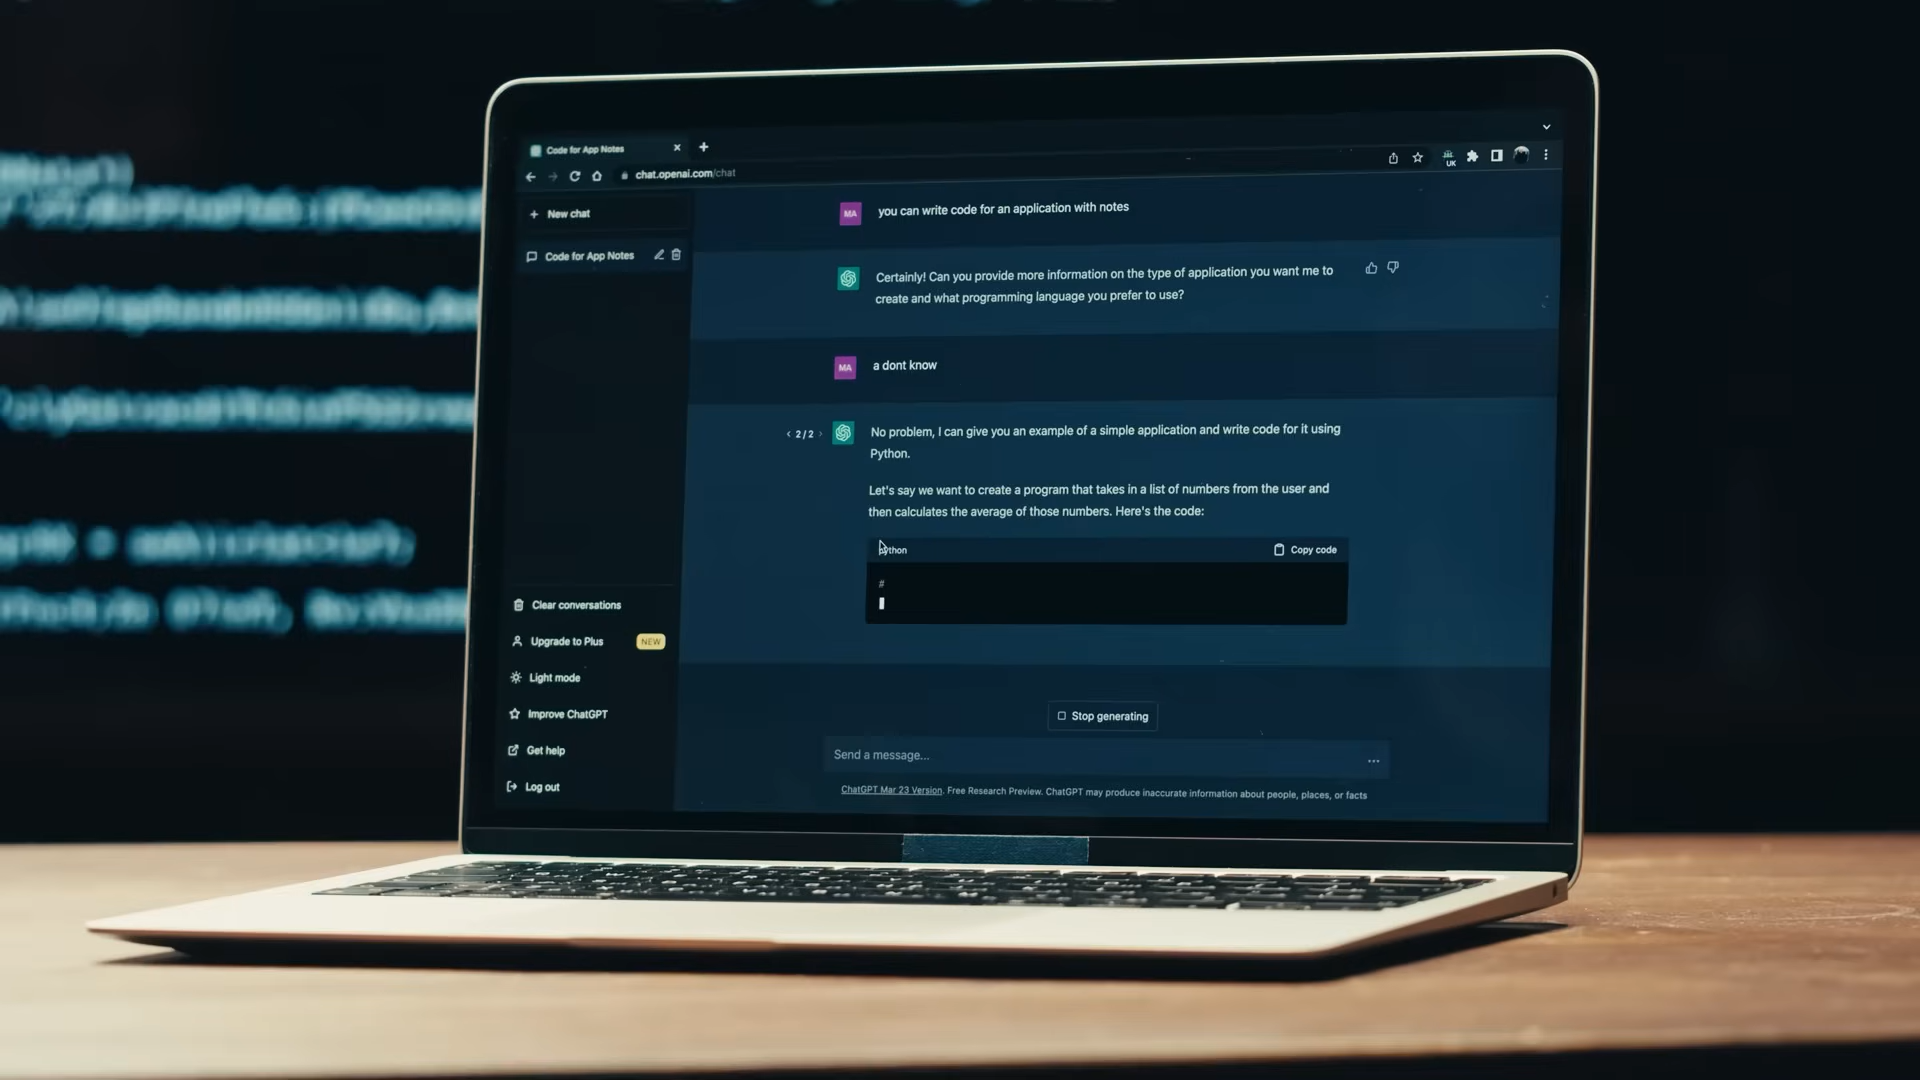 Code for App Notes
chat.openai.com/chat
UK
New chat
Code for App Notes
MA
you can write code for an application with notes
Certainly! Can you provide more information on the type of application you want me to
create and what programming language you prefer to use?
MA
a dont know
2/2
No problem, I can give you an example of a simple application and write code for it using
Python.
Let's say we want to create a program that takes in a list of numbers from the user and
then calculates the average of those numbers. Here's the code:
python
Copy code
#
Clear conversations
Upgrade to Plus
NEW
Light mode
Improve ChatGPT
Get help
Log out
Stop generating
Send a message...
ChatGPT Mar 23 Version. Free Research Preview. ChatGPT may produce inaccurate information about people, places, or facts